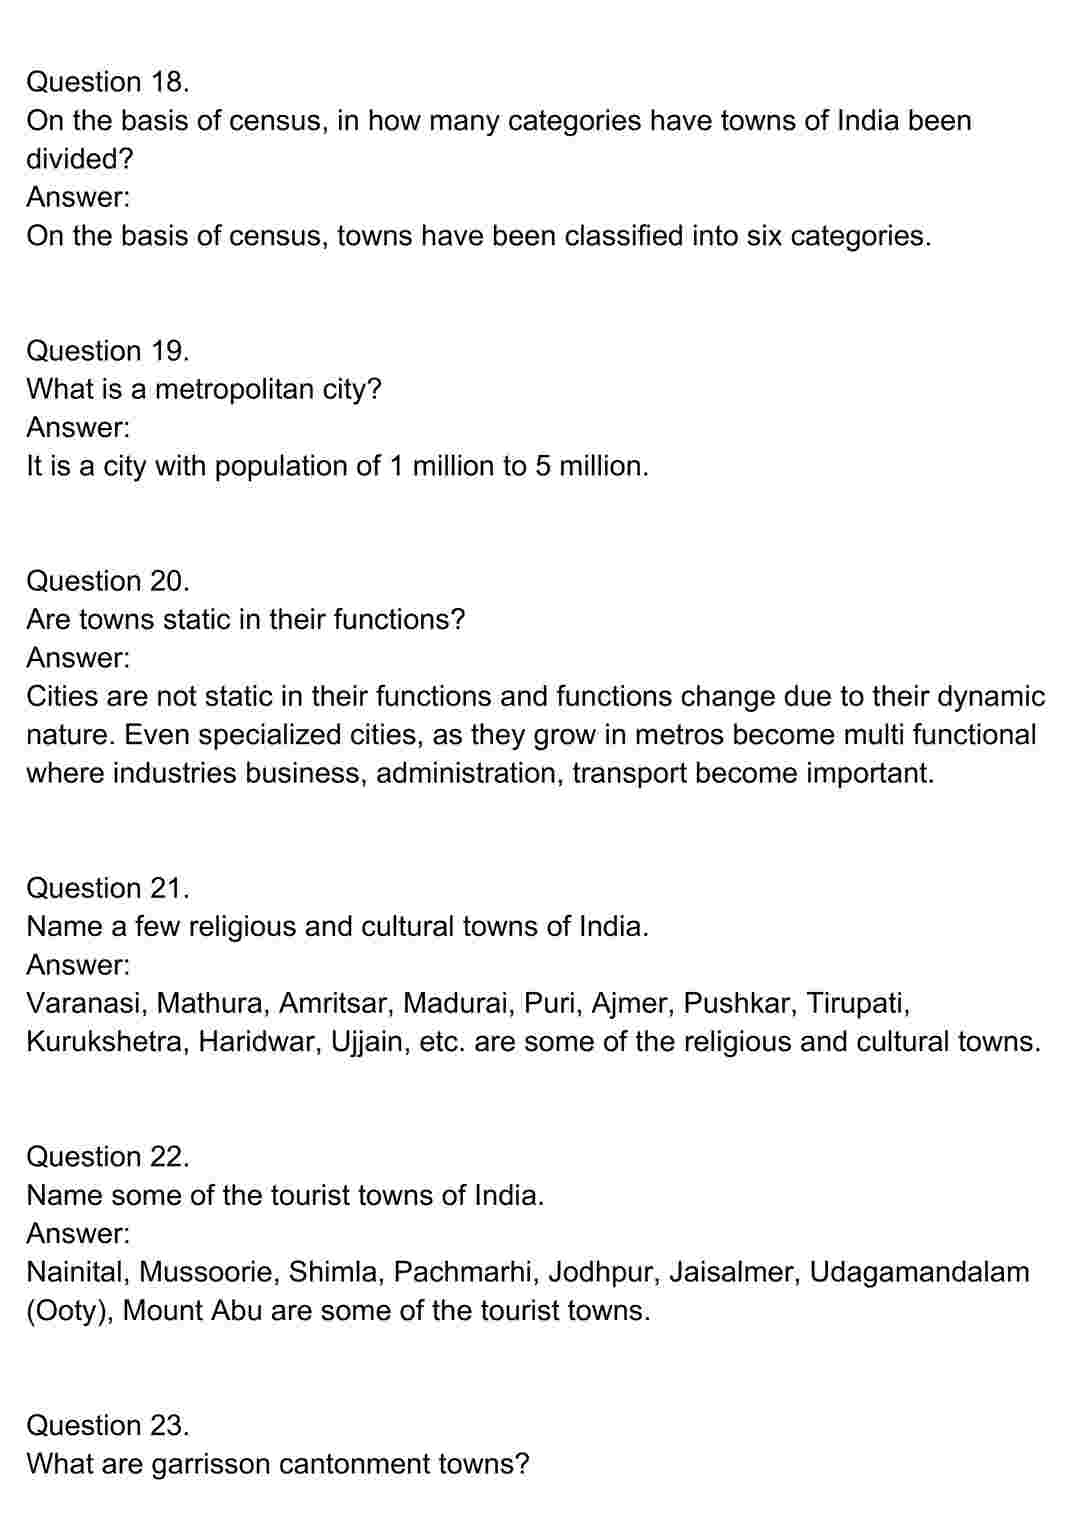 Question 18.
On the basis of census, in how many categories have towns of India been
divided?
Answer:
On the basis of census, towns have been classified into six categories.
Question 19.
What is a metropolitan city?
Answer:
It is a city with population of 1 million to 5 million.
Question 20.
Are towns static in their functions?
Answer:
Cities are not static in their functions and functions change due to their dynamic
nature. Even specialized cities, as they grow in metros become multi functional
where industries business, administration, transport become important.
Question 21.
Name a few religious and cultural towns of India.
Answer:
Varanasi, Mathura, Amritsar, Madurai, Puri, Ajmer, Pushkar, Tirupati,
Kurukshetra, Haridwar, Ujjain, etc. are some of the religious and cultural towns.
Question 22.
Name some of the tourist towns of India.
Answer:
Nainital, Mussoorie, Shimla, Pachmarhi, Jodhpur, Jaisalmer, Udagamandalam
(Ooty), Mount Abu are some of the tourist towns.
Question 23.
What are garrisson cantonment towns?